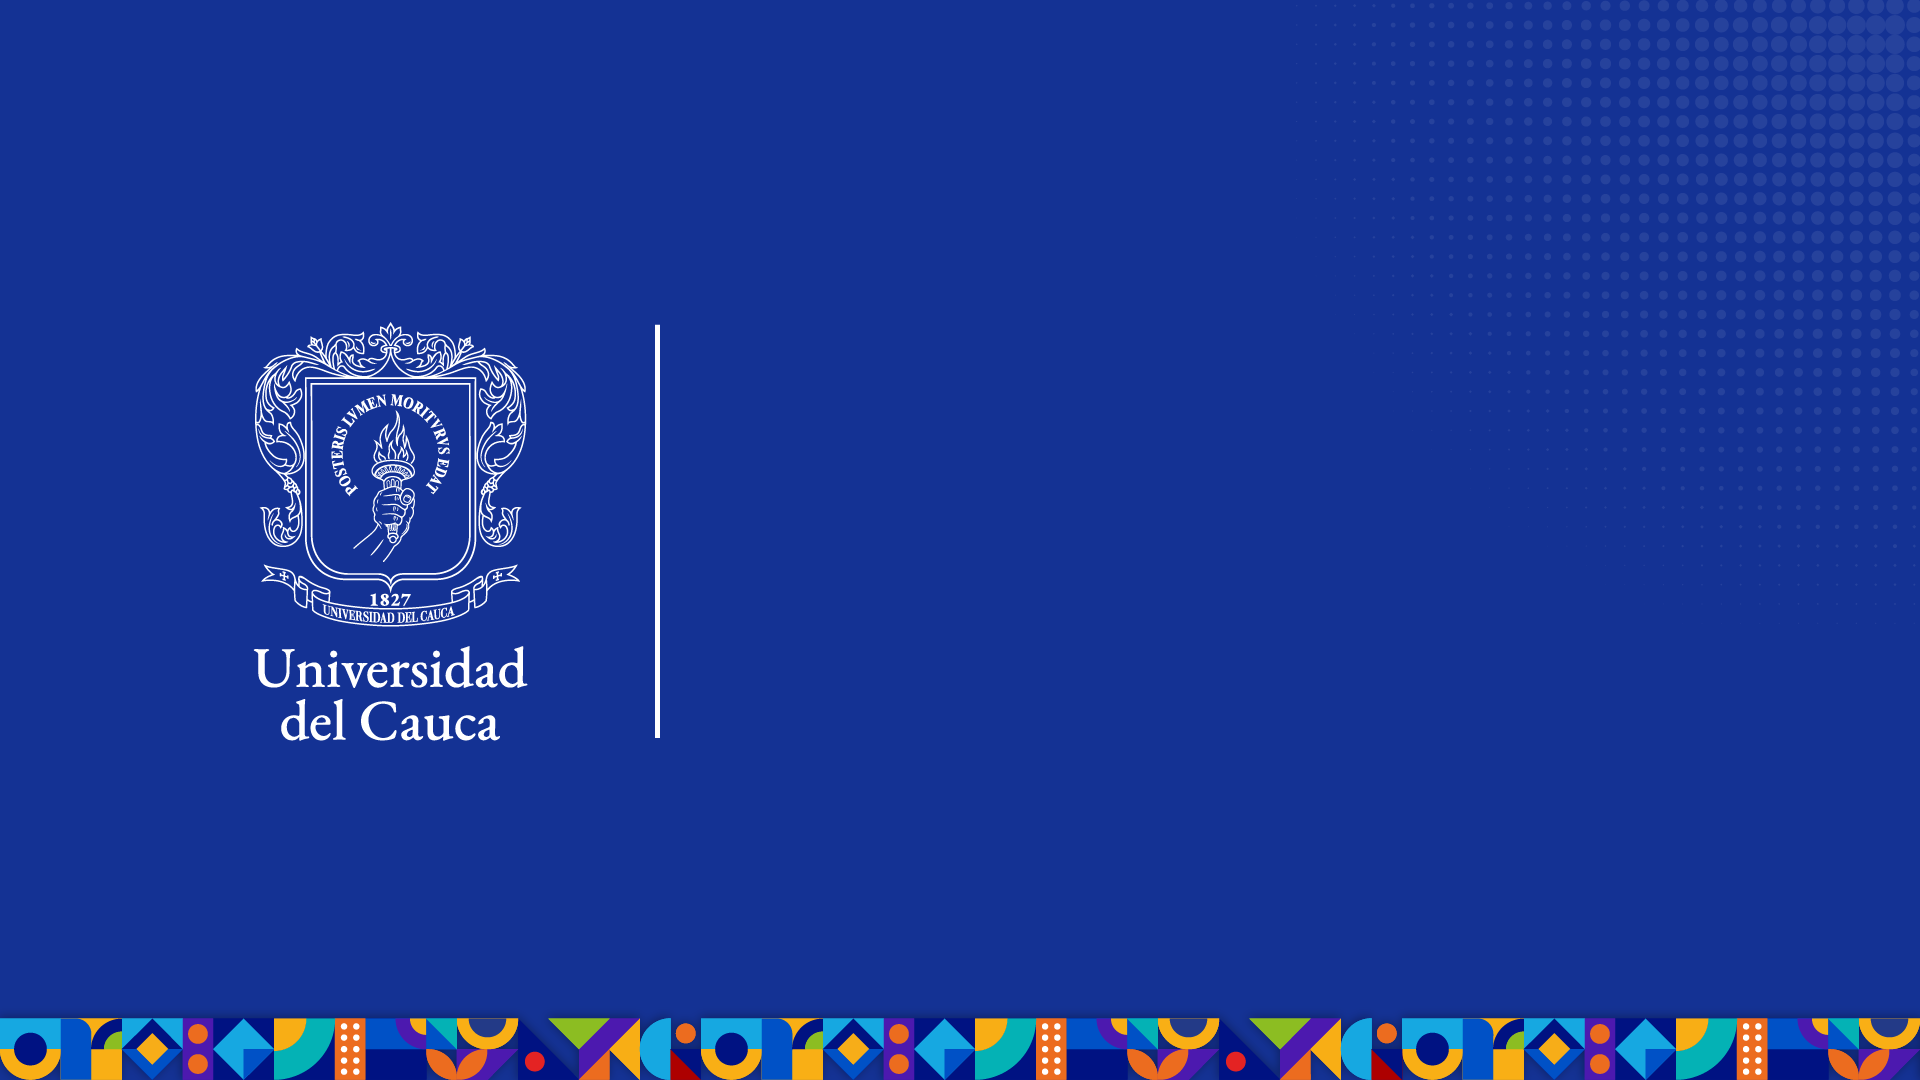 POSTERIS LVMEN MORITVRVS EDAT
1827
UNIVERSIDAD DEL CAUCA
Universidad
del Cauca